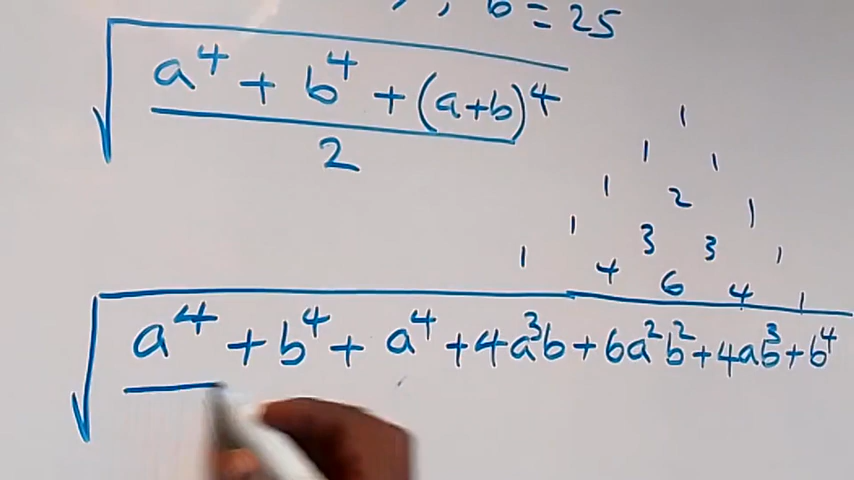 , b = 25
√((a⁴ + b⁴ + (a+b)⁴)/2)
1
1 1
1 2 1
1 3 3 1
1 4 6 4 1
√(a⁴ + b⁴ + a⁴ + 4a³b + 6a²b² + 4ab³ + b⁴